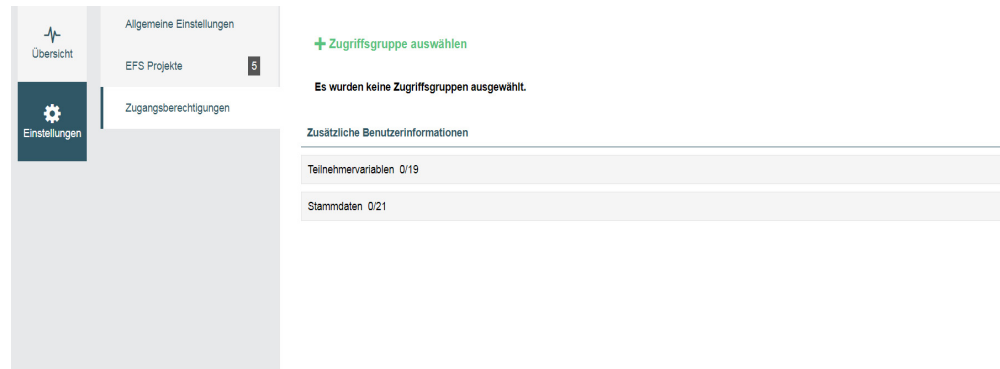 Übersicht
Einstellungen
Allgemeine Einstellungen
EFS Projekte 5
Zugangsberechtigungen
+ Zugriffsgruppe auswählen
Es wurden keine Zugriffsgruppen ausgewählt.
Zusätzliche Benutzerinformationen
Teilnehmervariablen 0/19
Stammdaten 0/21